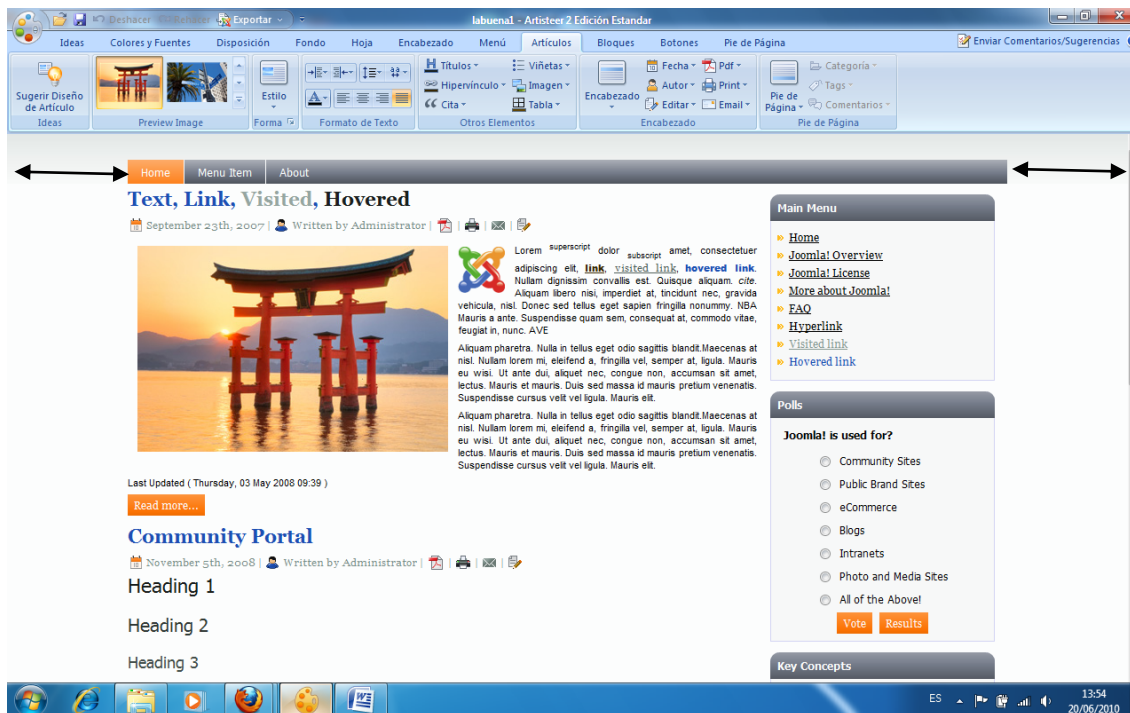 Deshacer Rehacer Exportar
labuena1 - Artisteer 2 Edición Estandar
Ideas Colores y Fuentes Disposición Fondo Hoja Encabezado Menú Artículos Bloques Botones Pie de Página Enviar Comentarios/Sugerencias
Sugerir Diseño de Artículo
Ideas
Preview Image
Estilo
Forma
Formato de Texto
Títulos Viñetas
Hipervínculo Imagen
Cita Tabla
Otros Elementos
Encabezado
Fecha Pdf
Autor Print
Editar Email
Encabezado
Pie de Página
Categoría
Tags
Comentarios
Pie de Página
Home Menu Item About
Text, Link, Visited, Hovered
September 23th, 2007 | Written by Administrator | | | |
Lorem superscript dolor subscript amet, consectetuer
adipiscing elit, link, visited link, hovered link.
Nullam dignissim convallis est. Quisque aliquam. cite.
Aliquam libero nisi, imperdiet at, tincidunt nec, gravida
vehicula, nisl. Donec sed tellus eget sapien fringilla nonummy. NBA
Mauris a ante. Suspendisse quam sem, consequat at, commodo vitae,
feugiat in, nunc. AVE
Aliquam pharetra. Nulla in tellus eget odio sagittis blandit.Maecenas at
nisl. Nullam lorem mi, eleifend a, fringilla vel, semper at, ligula. Mauris
eu wisi. Ut ante dui, aliquet nec, congue non, accumsan sit amet,
lectus. Mauris et mauris. Duis sed massa id mauris pretium venenatis.
Suspendisse cursus velit vel ligula. Mauris elit.
Aliquam pharetra. Nulla in tellus eget odio sagittis blandit.Maecenas at
nisl. Nullam lorem mi, eleifend a, fringilla vel, semper at, ligula. Mauris
eu wisi. Ut ante dui, aliquet nec, congue non, accumsan sit amet,
lectus. Mauris et mauris. Duis sed massa id mauris pretium venenatis.
Suspendisse cursus velit vel ligula. Mauris elit.
Last Updated ( Thursday, 03 May 2008 09:39 )
Read more...
Community Portal
November 5th, 2008 | Written by Administrator | | | |
Heading 1
Heading 2
Heading 3
Main Menu
Home
Joomla! Overview
Joomla! License
More about Joomla!
FAQ
Hyperlink
Visited link
Hovered link
Polls
Joomla! is used for?
Community Sites
Public Brand Sites
eCommerce
Blogs
Intranets
Photo and Media Sites
All of the Above!
Vote Results
Key Concepts
ES
13:54
20/06/2010